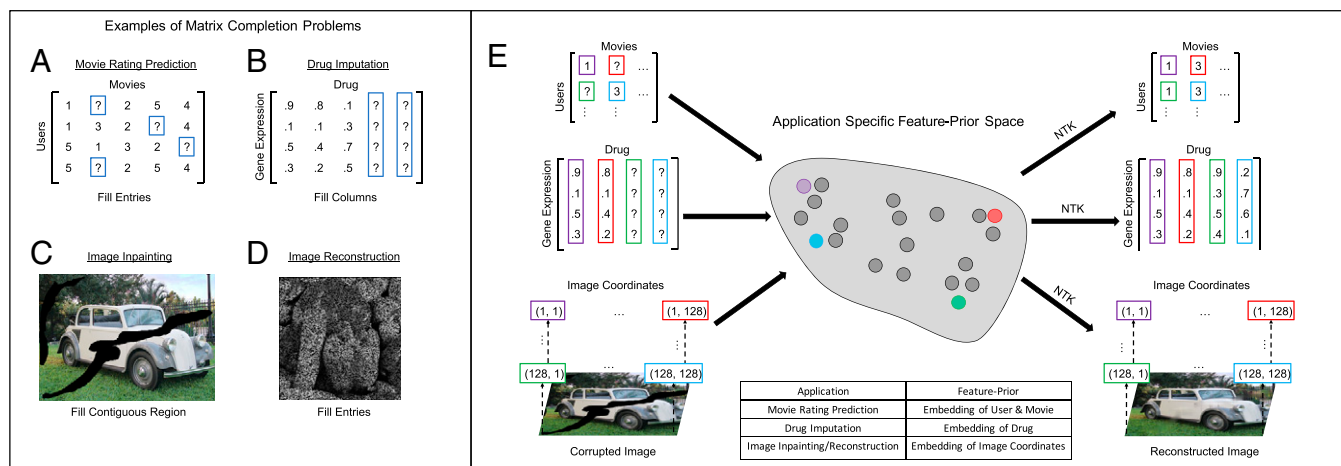 Examples of Matrix Completion Problems
A
Movie Rating Prediction
Movies
Users
1 ? 2 5 4
1 3 2 ? 4
5 1 3 2 ?
5 ? 2 5 4
Fill Entries
B
Drug Imputation
Drug
Gene Expression
.9 .8 .1 ? ?
.1 .1 .3 ? ?
.5 .4 .7 ? ?
.3 .2 .5 ? ?
Fill Columns
C
Image Inpainting
Fill Contiguous Region
D
Image Reconstruction
Fill Entries
E
Movies
Users
1 ? ...
? 3 ...
⋮ ⋮
Drug
Gene Expression
.9 .8 ? ?
.1 .1 ? ?
.5 .4 ? ?
.3 .2 ? ?
Image Coordinates
(1, 1) ... (1, 128)
⋮ ⋮
(128, 1) ... (128, 128)
Corrupted Image
Application Specific Feature-Prior Space
NTK
NTK
NTK
Application Feature-Prior
Movie Rating Prediction Embedding of User & Movie
Drug Imputation Embedding of Drug
Image Inpainting/Reconstruction Embedding of Image Coordinates
Movies
Users
1 3 ...
1 3 ...
⋮ ⋮
Drug
Gene Expression
.9 .8 .9 .2
.1 .1 .3 .7
.5 .4 .5 .6
.3 .2 .4 .1
Image Coordinates
(1, 1) ... (1, 128)
⋮ ⋮
(128, 1) ... (128, 128)
Reconstructed Image